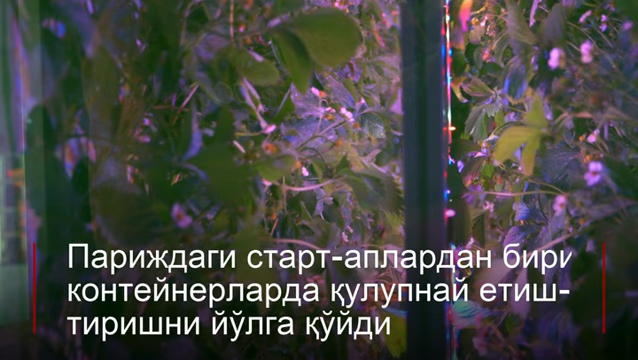 Париждаги старт-аплардан бири
контейнерларда қулупнай етиш-
тиришни йўлга қўйди